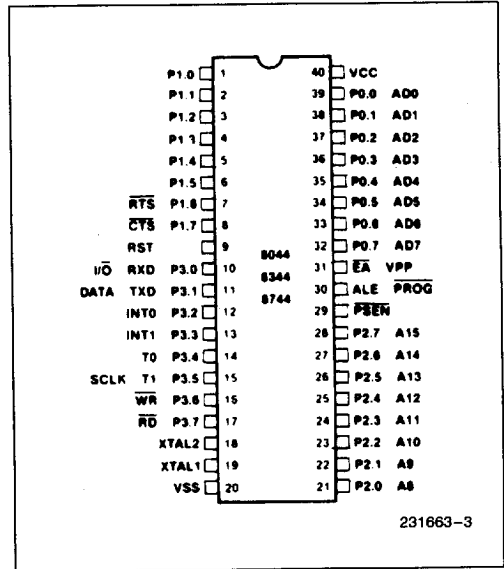 P1.0 1 40 VCC
P1.1 2 39 P0.0 AD0
P1.2 3 38 P0.1 AD1
P1.3 4 37 P0.2 AD2
P1.4 5 36 P0.3 AD3
P1.5 6 35 P0.4 AD4
RTS P1.6 7 34 P0.5 AD5
CTS P1.7 8 33 P0.6 AD6
RST 9 32 P0.7 AD7
8044
I/O RXD P3.0 10 31 EA VPP
8344
DATA TXD P3.1 11 30 ALE PROG
8744
INT0 P3.2 12 29 PSEN
INT1 P3.3 13 28 P2.7 A15
T0 P3.4 14 27 P2.6 A14
SCLK T1 P3.5 15 26 P2.5 A13
WR P3.6 15 25 P2.4 A12
RD P3.7 17 24 P2.3 A11
XTAL2 18 23 P2.2 A10
XTAL1 19 22 P2.1 A9
VSS 20 21 P2.0 A8
231663-3